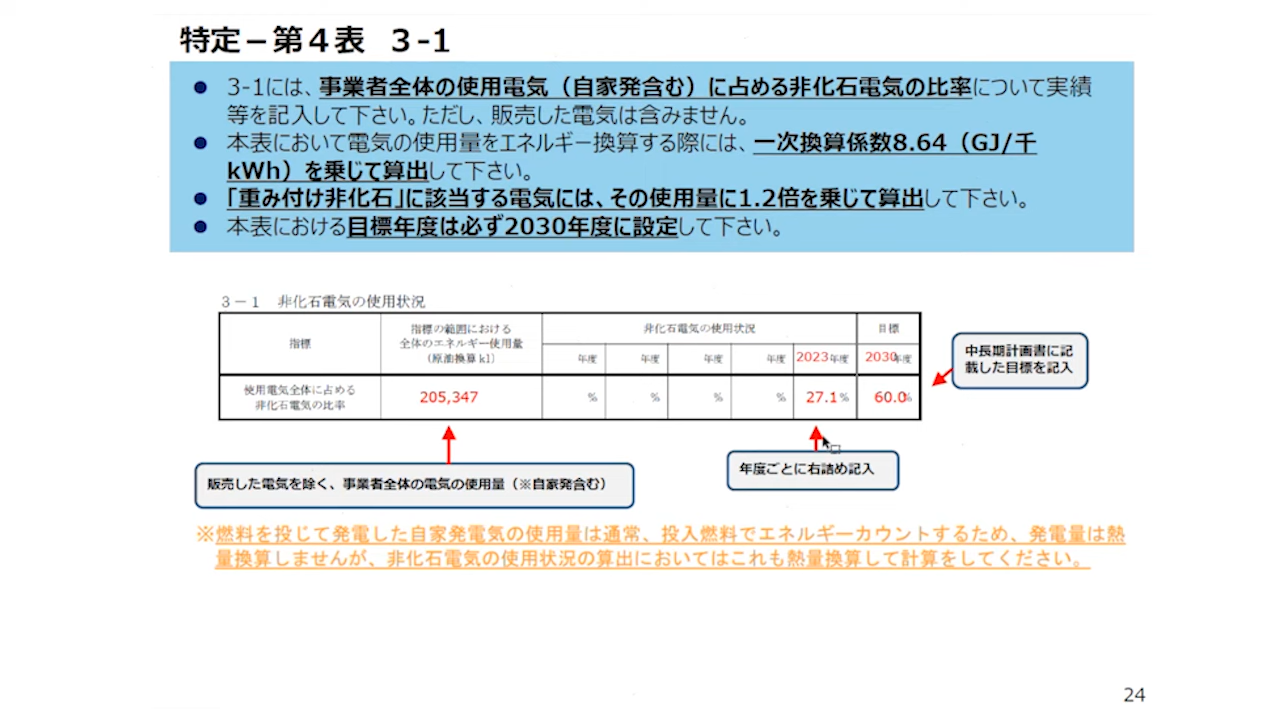 特定－第４表 ３-１
● 3-1には、事業者全体の使用電気（自家発含む）に占める非化石電気の比率について実績
等を記入して下さい。ただし、販売した電気は含みません。
● 本表において電気の使用量をエネルギー換算する際には、一次換算係数8.64（GJ/千
kWh）を乗じて算出して下さい。
● 「重み付け非化石」に該当する電気には、その使用量に1.2倍を乗じて算出して下さい。
● 本表における目標年度は必ず2030年度に設定して下さい。
３－１ 非化石電気の使用状況
指標
指標の範囲における
全体のエネルギー使用量
（原油換算 kl）
非化石電気の使用状況
目標
年度 年度 年度 年度 2023年度 2030年度
使用電気全体に占める
非化石電気の比率
205,347 % % % % 27.1% 60.0%
中長期計画書に記
載した目標を記入
年度ごとに右詰め記入
販売した電気を除く、事業者全体の電気の使用量（※自家発含む）
※燃料を投じて発電した自家発電気の使用量は通常、投入燃料でエネルギーカウントするため、発電量は熱
量換算しませんが、非化石電気の使用状況の算出においてはこれも熱量換算して計算をしてください。
24